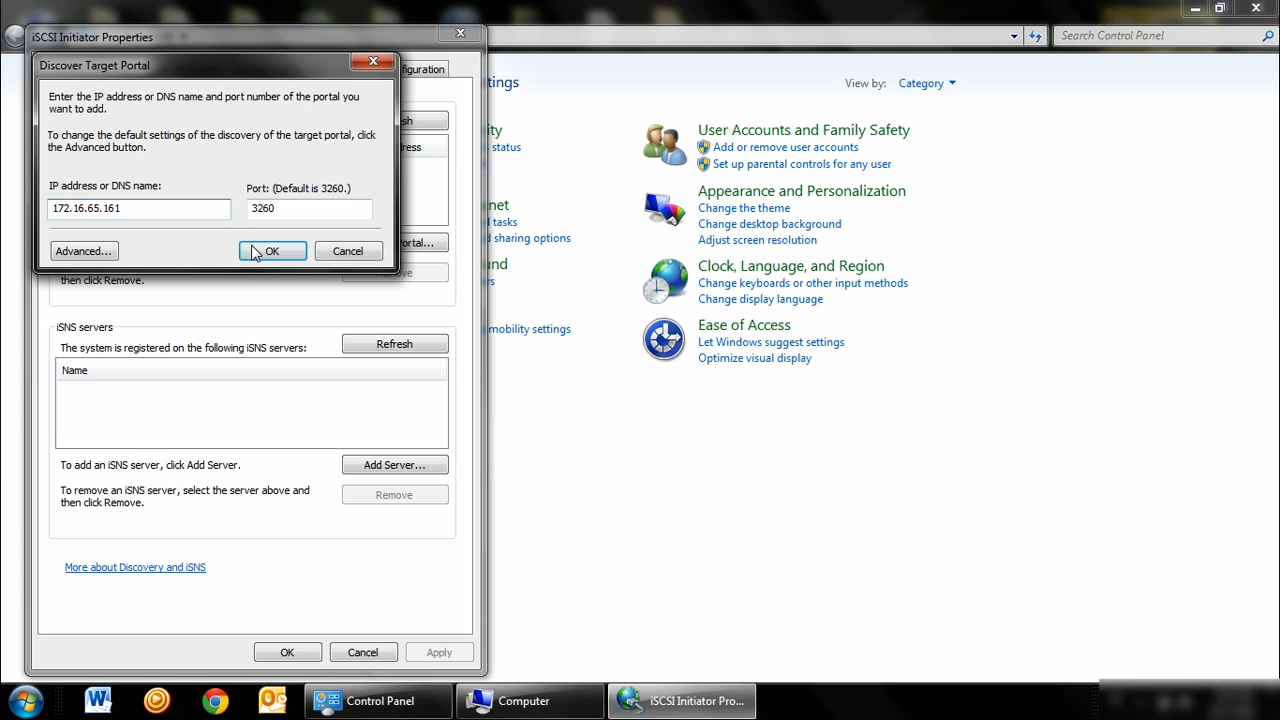 iSCSI Initiator Properties
Search Control Panel
Discover Target Portal
figuration
tings
View by: Category
Enter the IP address or DNS name and port number of the portal you
want to add.
To change the default settings of the discovery of the target portal, click
the Advanced button.
IP address or DNS name:
Port: (Default is 3260.)
172.16.65.161
3260
Advanced...
OK
Cancel
sh
ress
ortal...
ve
then click Remove.
iSNS servers
The system is registered on the following iSNS servers:
Refresh
Name
To add an iSNS server, click Add Server.
Add Server...
To remove an iSNS server, select the server above and
then click Remove.
Remove
More about Discovery and iSNS
OK
Cancel
Apply
ity
status
net
d tasks
d sharing options
und
rs
mobility settings
User Accounts and Family Safety
Add or remove user accounts
Set up parental controls for any user
Appearance and Personalization
Change the theme
Change desktop background
Adjust screen resolution
Clock, Language, and Region
Change keyboards or other input methods
Change display language
Ease of Access
Let Windows suggest settings
Optimize visual display
Control Panel
Computer
iSCSI Initiator Pro...